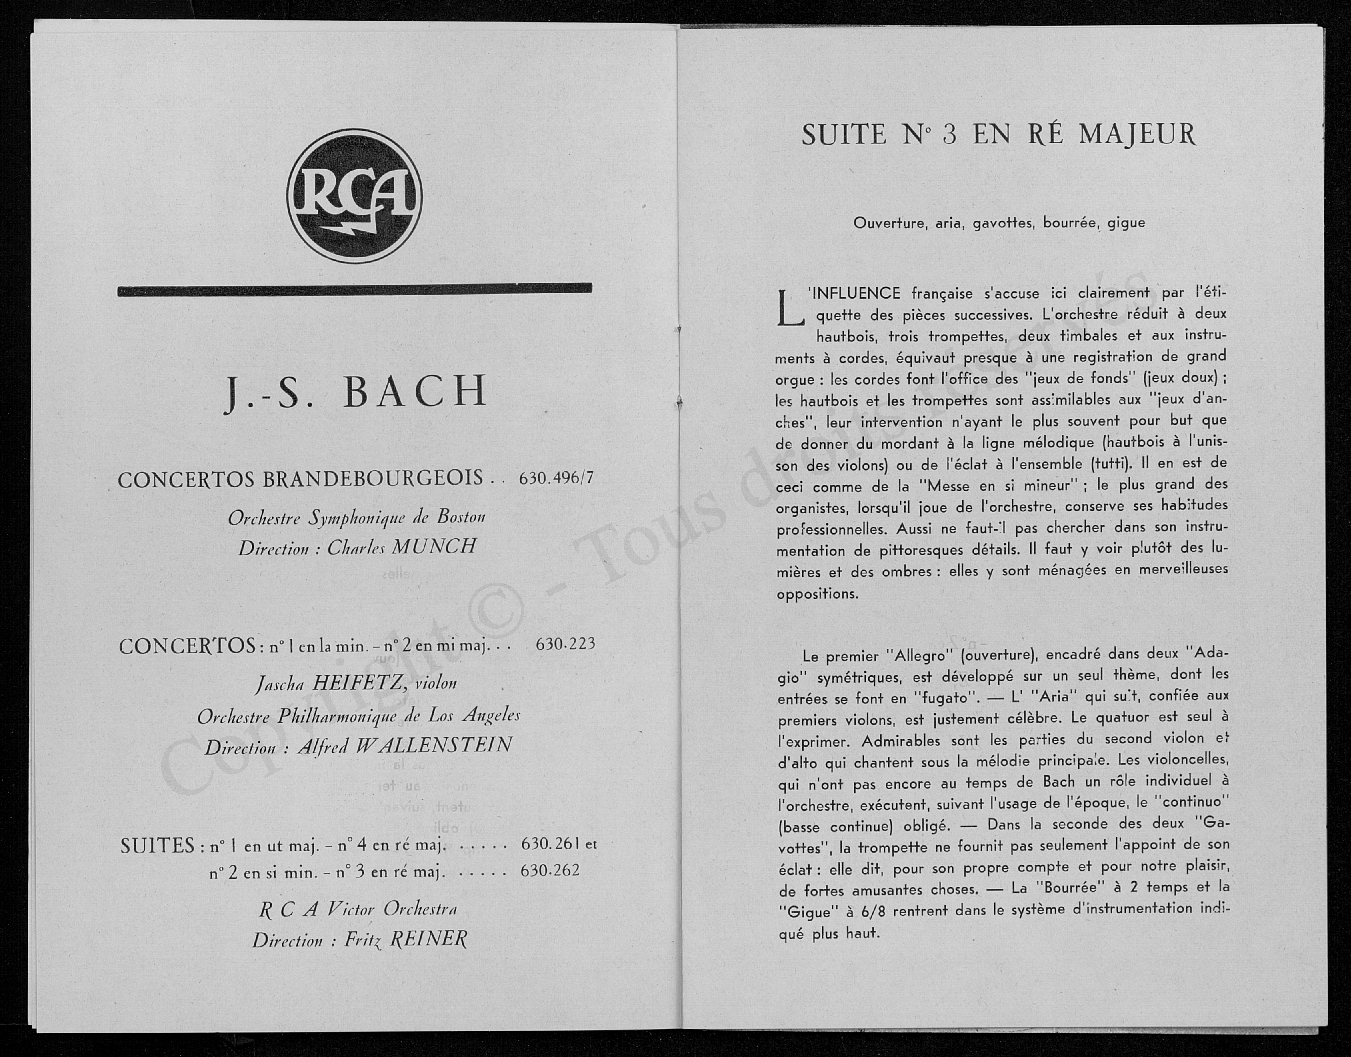 RCA
J.-S. BACH
CONCERTOS BRANDEBOURGEOIS . . 630.496/7
Orchestre Symphonique de Boston
Direction : Charles MUNCH
CONCERTOS : n° 1 en la min. – n° 2 en mi maj. . . 630.223
Jascha HEIFETZ, violon
Orchestre Philharmonique de Los Angeles
Direction : Alfred WALLENSTEIN
SUITES : n° 1 en ut maj. – n° 4 en ré maj. . . . . . 630.261 et
n° 2 en si min. – n° 3 en ré maj. . . . . . 630.262
R C A Victor Orchestra
Direction : Fritz REINER
SUITE N° 3 EN RÉ MAJEUR
Ouverture, aria, gavottes, bourrée, gigue
L'INFLUENCE française s'accuse ici clairement par l'éti-
quette des pièces successives. L'orchestre réduit à deux
hautbois, trois trompettes, deux timbales et aux instru-
ments à cordes, équivaut presque à une registration de grand
orgue : les cordes font l'office des "jeux de fonds" (jeux doux) ;
les hautbois et les trompettes sont assimilables aux "jeux d'an-
ches", leur intervention n'ayant le plus souvent pour but que
de donner du mordant à la ligne mélodique (hautbois à l'unis-
son des violons) ou de l'éclat à l'ensemble (tutti). Il en est de
ceci comme de la "Messe en si mineur" ; le plus grand des
organistes, lorsqu'il joue de l'orchestre, conserve ses habitudes
professionnelles. Aussi ne faut-il pas chercher dans son instru-
mentation de pittoresques détails. Il faut y voir plutôt des lu-
mières et des ombres : elles y sont ménagées en merveilleuses
oppositions.
Le premier "Allegro" (ouverture), encadré dans deux "Ada-
gio" symétriques, est développé sur un seul thème, dont les
entrées se font en "fugato". — L' "Aria" qui suit, confiée aux
premiers violons, est justement célèbre. Le quatuor est seul à
l'exprimer. Admirables sont les parties du second violon et
d'alto qui chantent sous la mélodie principale. Les violoncelles,
qui n'ont pas encore au temps de Bach un rôle individuel à
l'orchestre, exécutent, suivant l'usage de l'époque, le "continuo"
(basse continue) obligé. — Dans la seconde des deux "Ga-
vottes", la trompette ne fournit pas seulement l'appoint de son
éclat : elle dit, pour son propre compte et pour notre plaisir,
de fortes amusantes choses. — La "Bourrée" à 2 temps et la
"Gigue" à 6/8 rentrent dans le système d'instrumentation indi-
qué plus haut.
Copyright © - Tous droits réservés